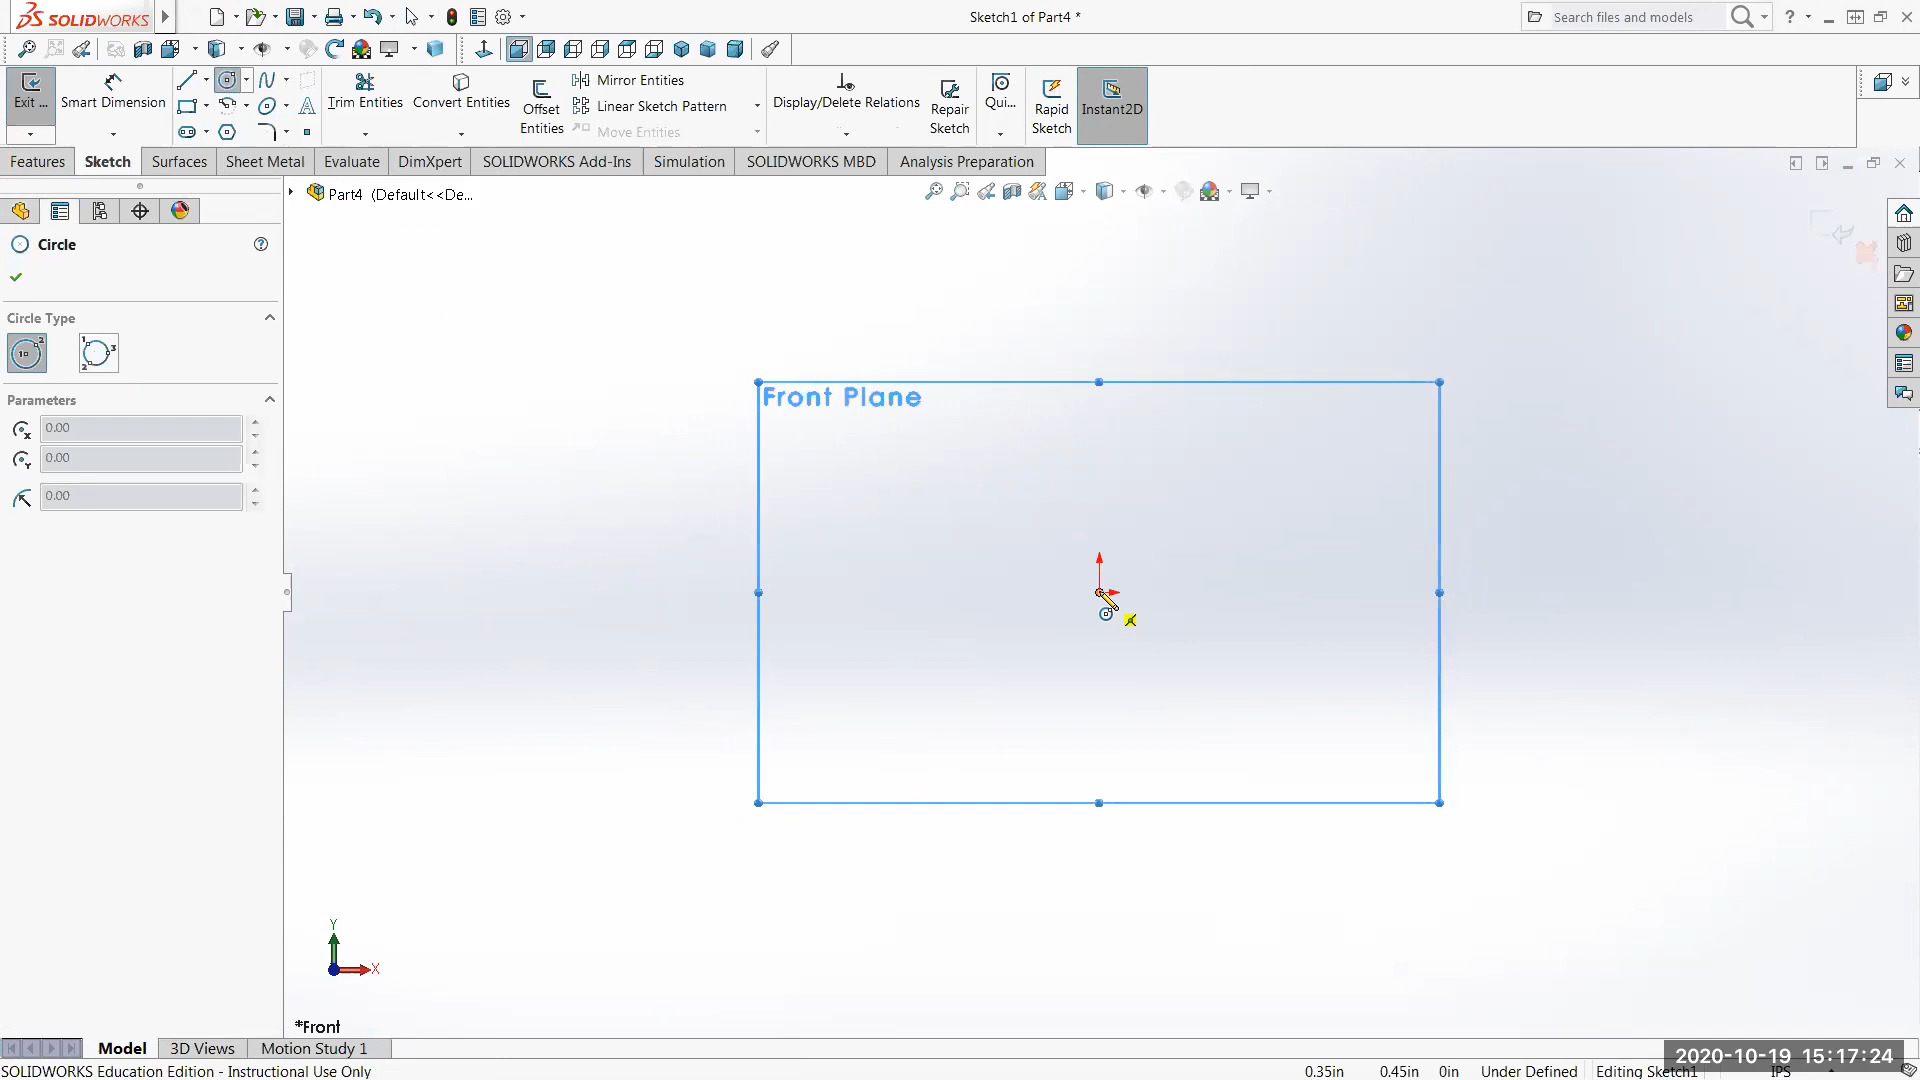 SOLIDWORKS
Sketch1 of Part4 *
Search files and models
Exit ...
Smart Dimension
Trim Entities
Convert Entities
Offset Entities
Mirror Entities
Linear Sketch Pattern
Move Entities
Display/Delete Relations
Repair Sketch
Qui...
Rapid Sketch
Instant2D
Features
Sketch
Surfaces
Sheet Metal
Evaluate
DimXpert
SOLIDWORKS Add-Ins
Simulation
SOLIDWORKS MBD
Analysis Preparation
Part4 (Default<<De...
Circle
Circle Type
Parameters
0.00
0.00
0.00
Front Plane
Y
X
*Front
Model
3D Views
Motion Study 1
2020-10-19 15:17:24
SOLIDWORKS Education Edition - Instructional Use Only
0.35in
0.45in
0in
Under Defined
Editing Sketch1
IPS